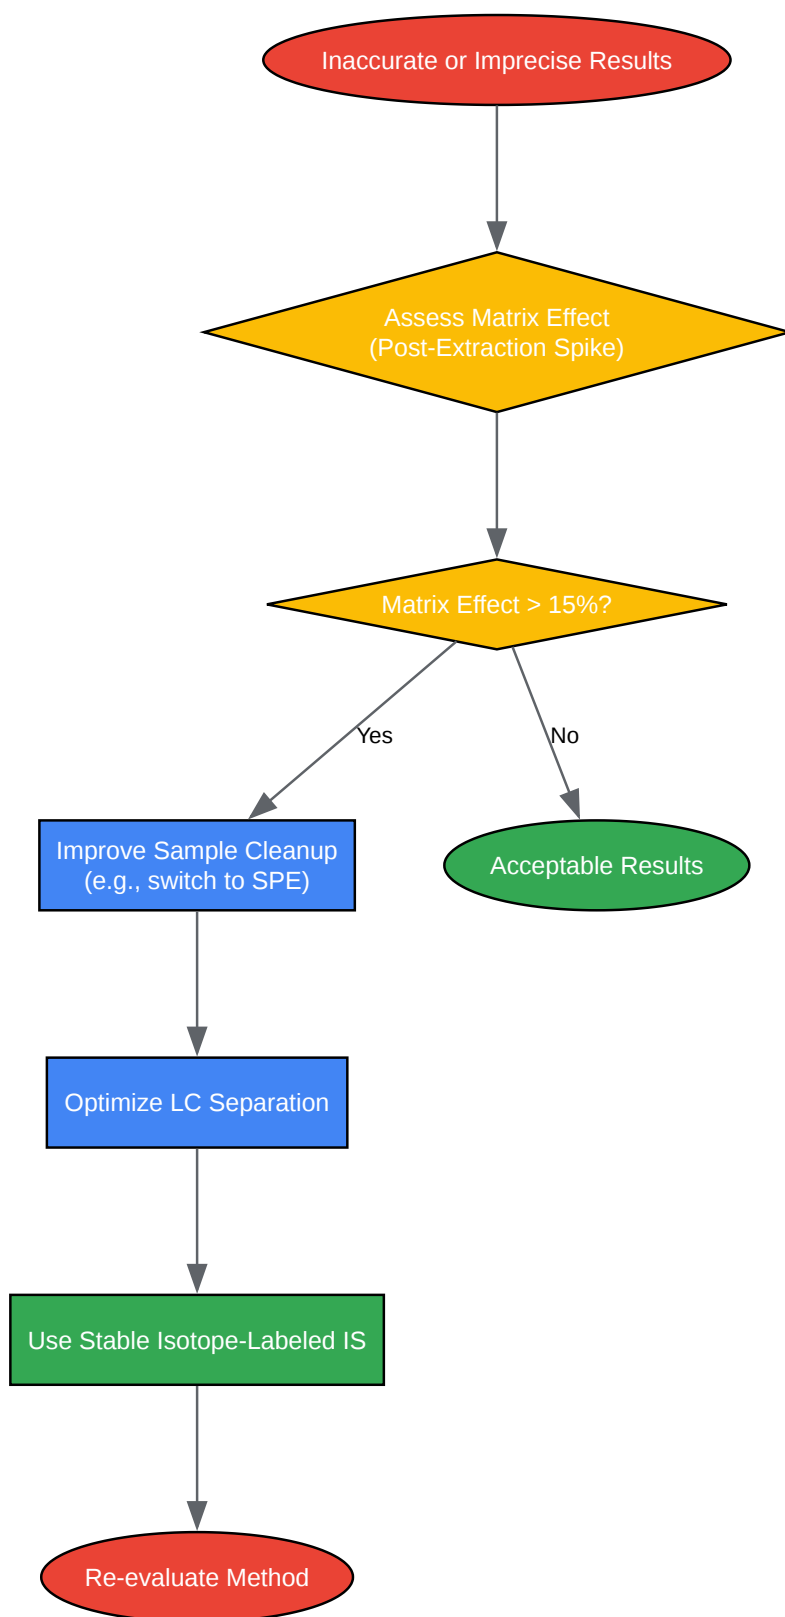 Inaccurate or Imprecise Results
Assess Matrix Effect
(Post-Extraction Spike)
Matrix Effect > 15%?
Yes
No
Improve Sample Cleanup
(e.g., switch to SPE)
Acceptable Results
Optimize LC Separation
Use Stable Isotope-Labeled IS
Re-evaluate Method